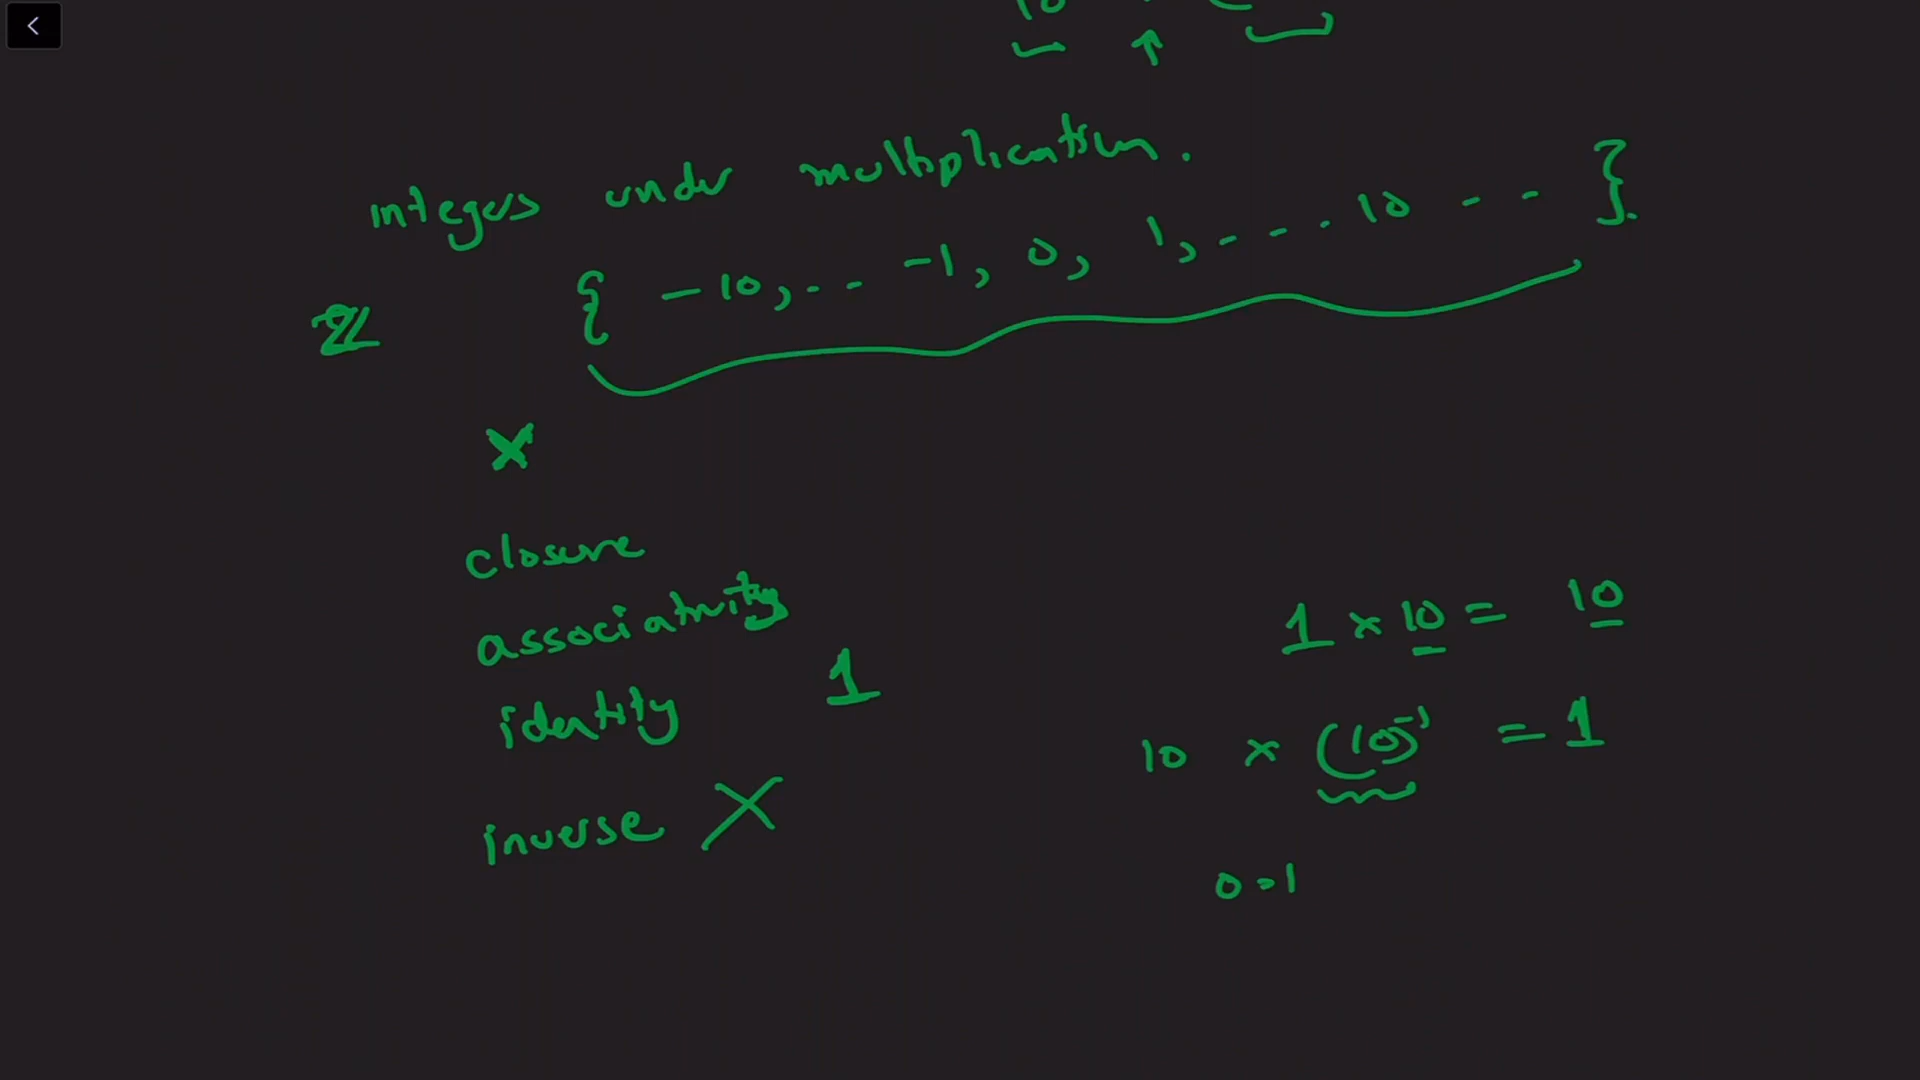 10
integers under multiplication.
ℤ { -10, .. -1, 0, 1, .... 10 -- }.
×
closure
associativity
identity 1
inverse ×
1 × 10 = 10
10 × (10)⁻¹ = 1
0=1